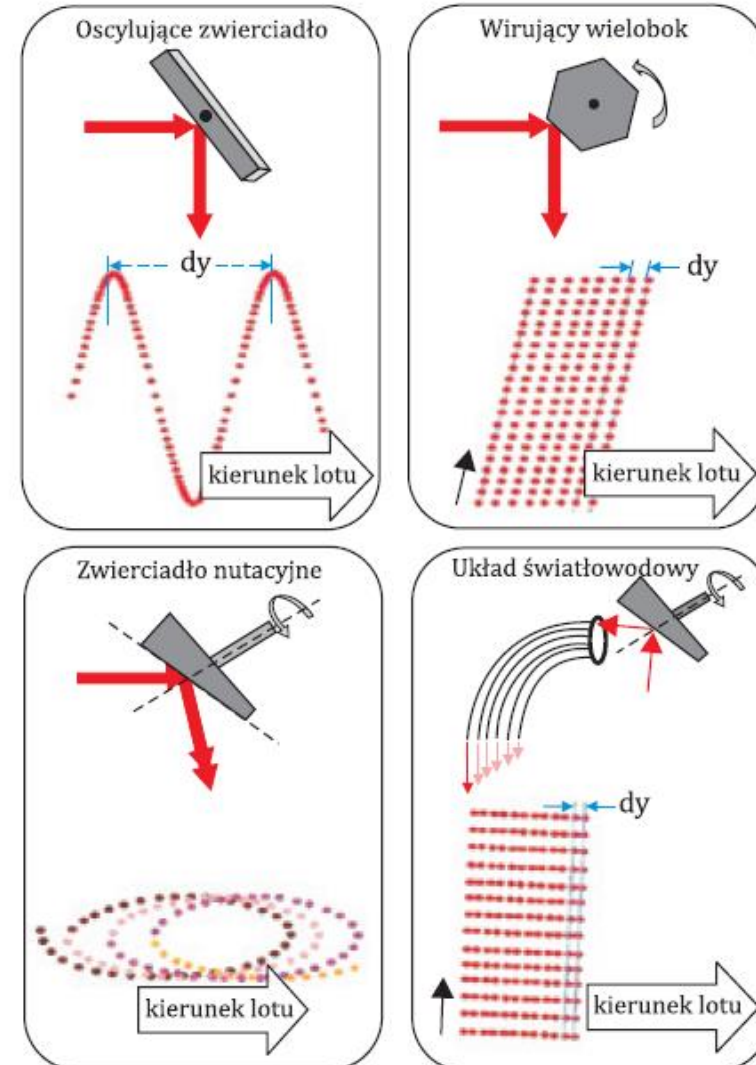 Oscylujące zwierciadło
dy
kierunek lotu
Wirujący wielobok
dy
kierunek lotu
Zwierciadło nutacyjne
kierunek lotu
Układ światłowodowy
dy
kierunek lotu